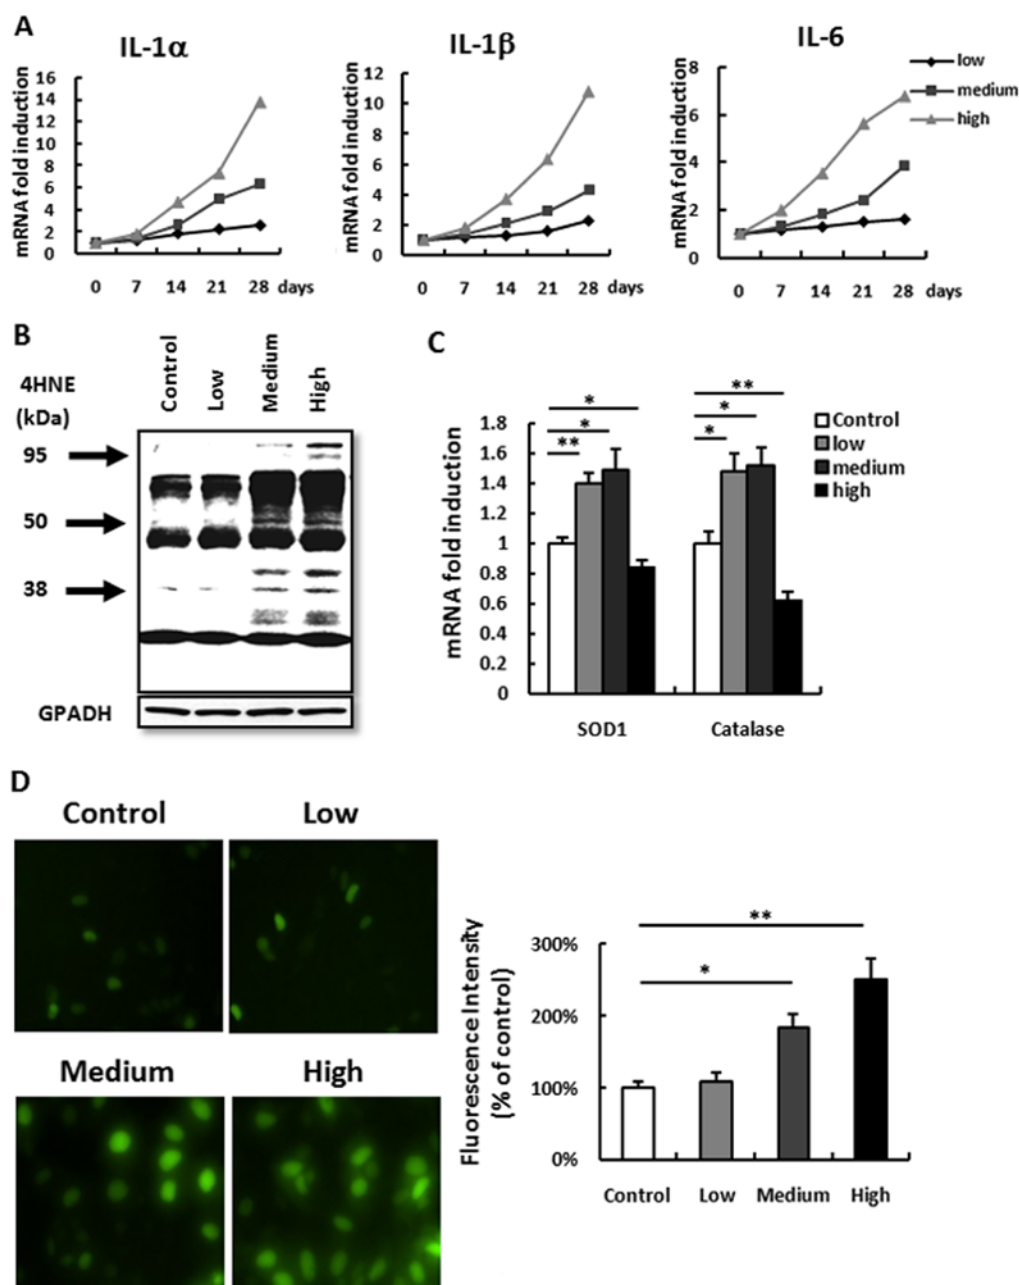 A
IL-1α
mRNA fold induction
16
14
12
10
8
6
4
2
0
0 7 14 21 28 days
IL-1β
mRNA fold induction
12
10
8
6
4
2
0
0 7 14 21 28 days
IL-6
mRNA fold induction
8
6
4
2
0
0 7 14 21 28 days
low
medium
high
B
4HNE
(kDa)
Control
Low
Medium
High
95
50
38
GPADH
C
mRNA fold induction
1.8
1.6
1.4
1.2
1
0.8
0.6
0.4
0.2
0
*
*
**
**
*
*
SOD1 Catalase
Control
low
medium
high
D
Control Low
Medium High
Fluorescence Intensity
(% of control)
300%
200%
100%
0%
**
*
Control Low Medium High